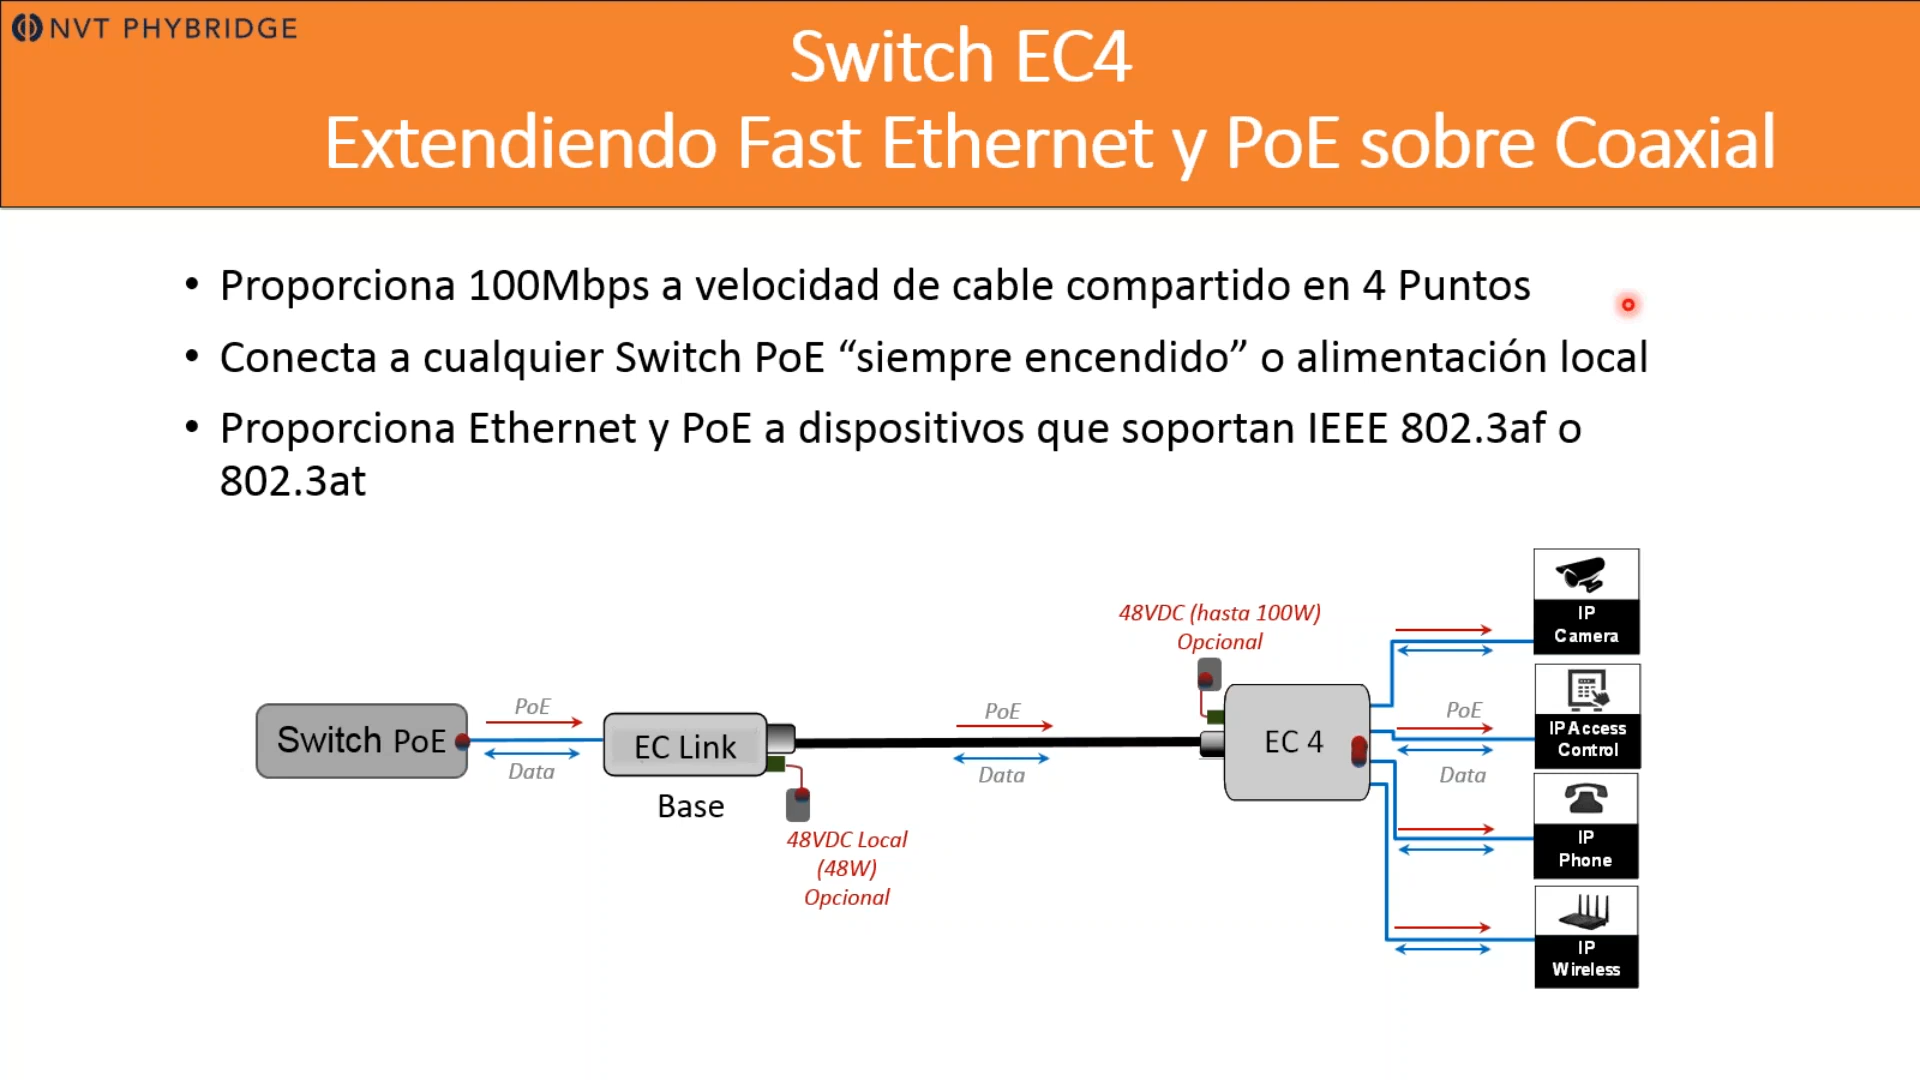 NVT PHYBRIDGE
Switch EC4
Extendiendo Fast Ethernet y PoE sobre Coaxial
• Proporciona 100Mbps a velocidad de cable compartido en 4 Puntos
• Conecta a cualquier Switch PoE “siempre encendido” o alimentación local
• Proporciona Ethernet y PoE a dispositivos que soportan IEEE 802.3af o
802.3at
Switch PoE
PoE
Data
EC Link
Base
48VDC Local
(48W)
Opcional
PoE
Data
48VDC (hasta 100W)
Opcional
EC 4
PoE
Data
IP
Camera
IP Access
Control
IP
Phone
IP
Wireless